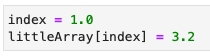 index = 1.0
littleArray[index] = 3.2